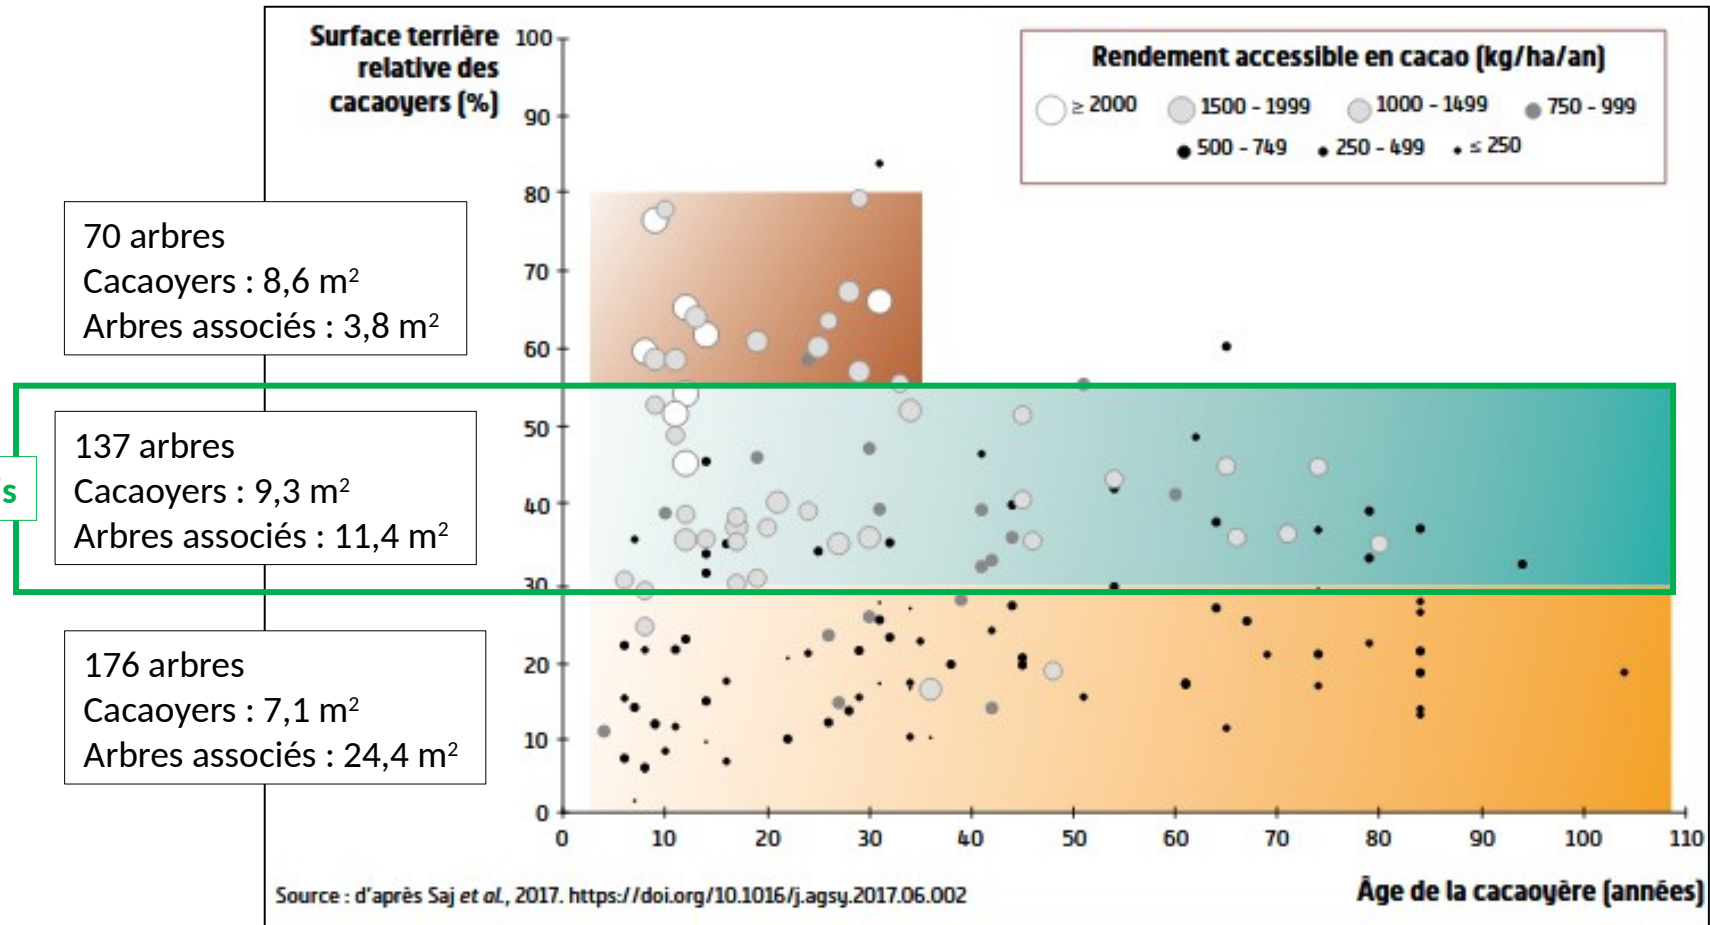 Surface terrière
relative des
cacaoyers (%)
Rendement accessible en cacao (kg/ha/an)
≥ 2000
1500 - 1999
1000 - 1499
750 - 999
500 - 749
250 - 499
≤ 250
70 arbres
Cacaoyers : 8,6 m²
Arbres associés : 3,8 m²
137 arbres
Cacaoyers : 9,3 m²
Arbres associés : 11,4 m²
176 arbres
Cacaoyers : 7,1 m²
Arbres associés : 24,4 m²
100
90
80
70
60
50
40
30
20
10
0
0 10 20 30 40 50 60 70 80 90 100 110
Âge de la cacaoyère (années)
Source : d'après Saj et al., 2017. https://doi.org/10.1016/j.agsy.2017.06.002